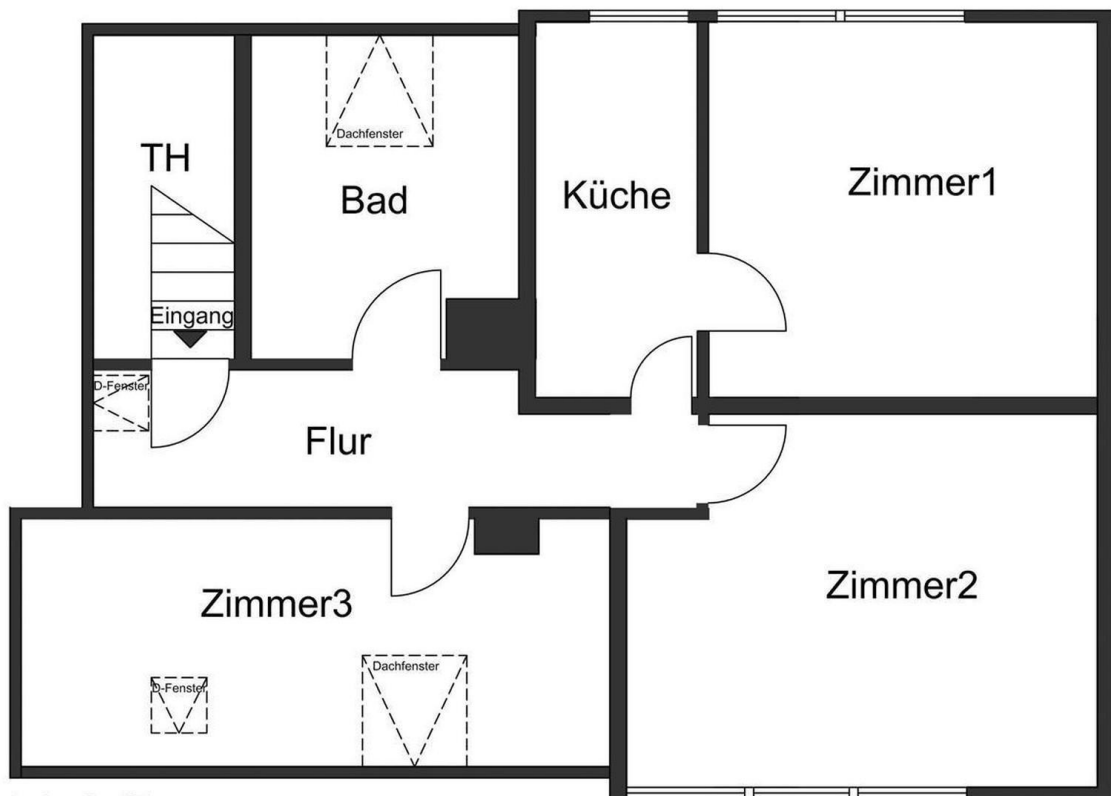 Dachfenster
TH
Bad
Küche
Zimmer1
Eingang
D-Fenster
Flur
Zimmer3
Zimmer2
Dachfenster
D-Fenster